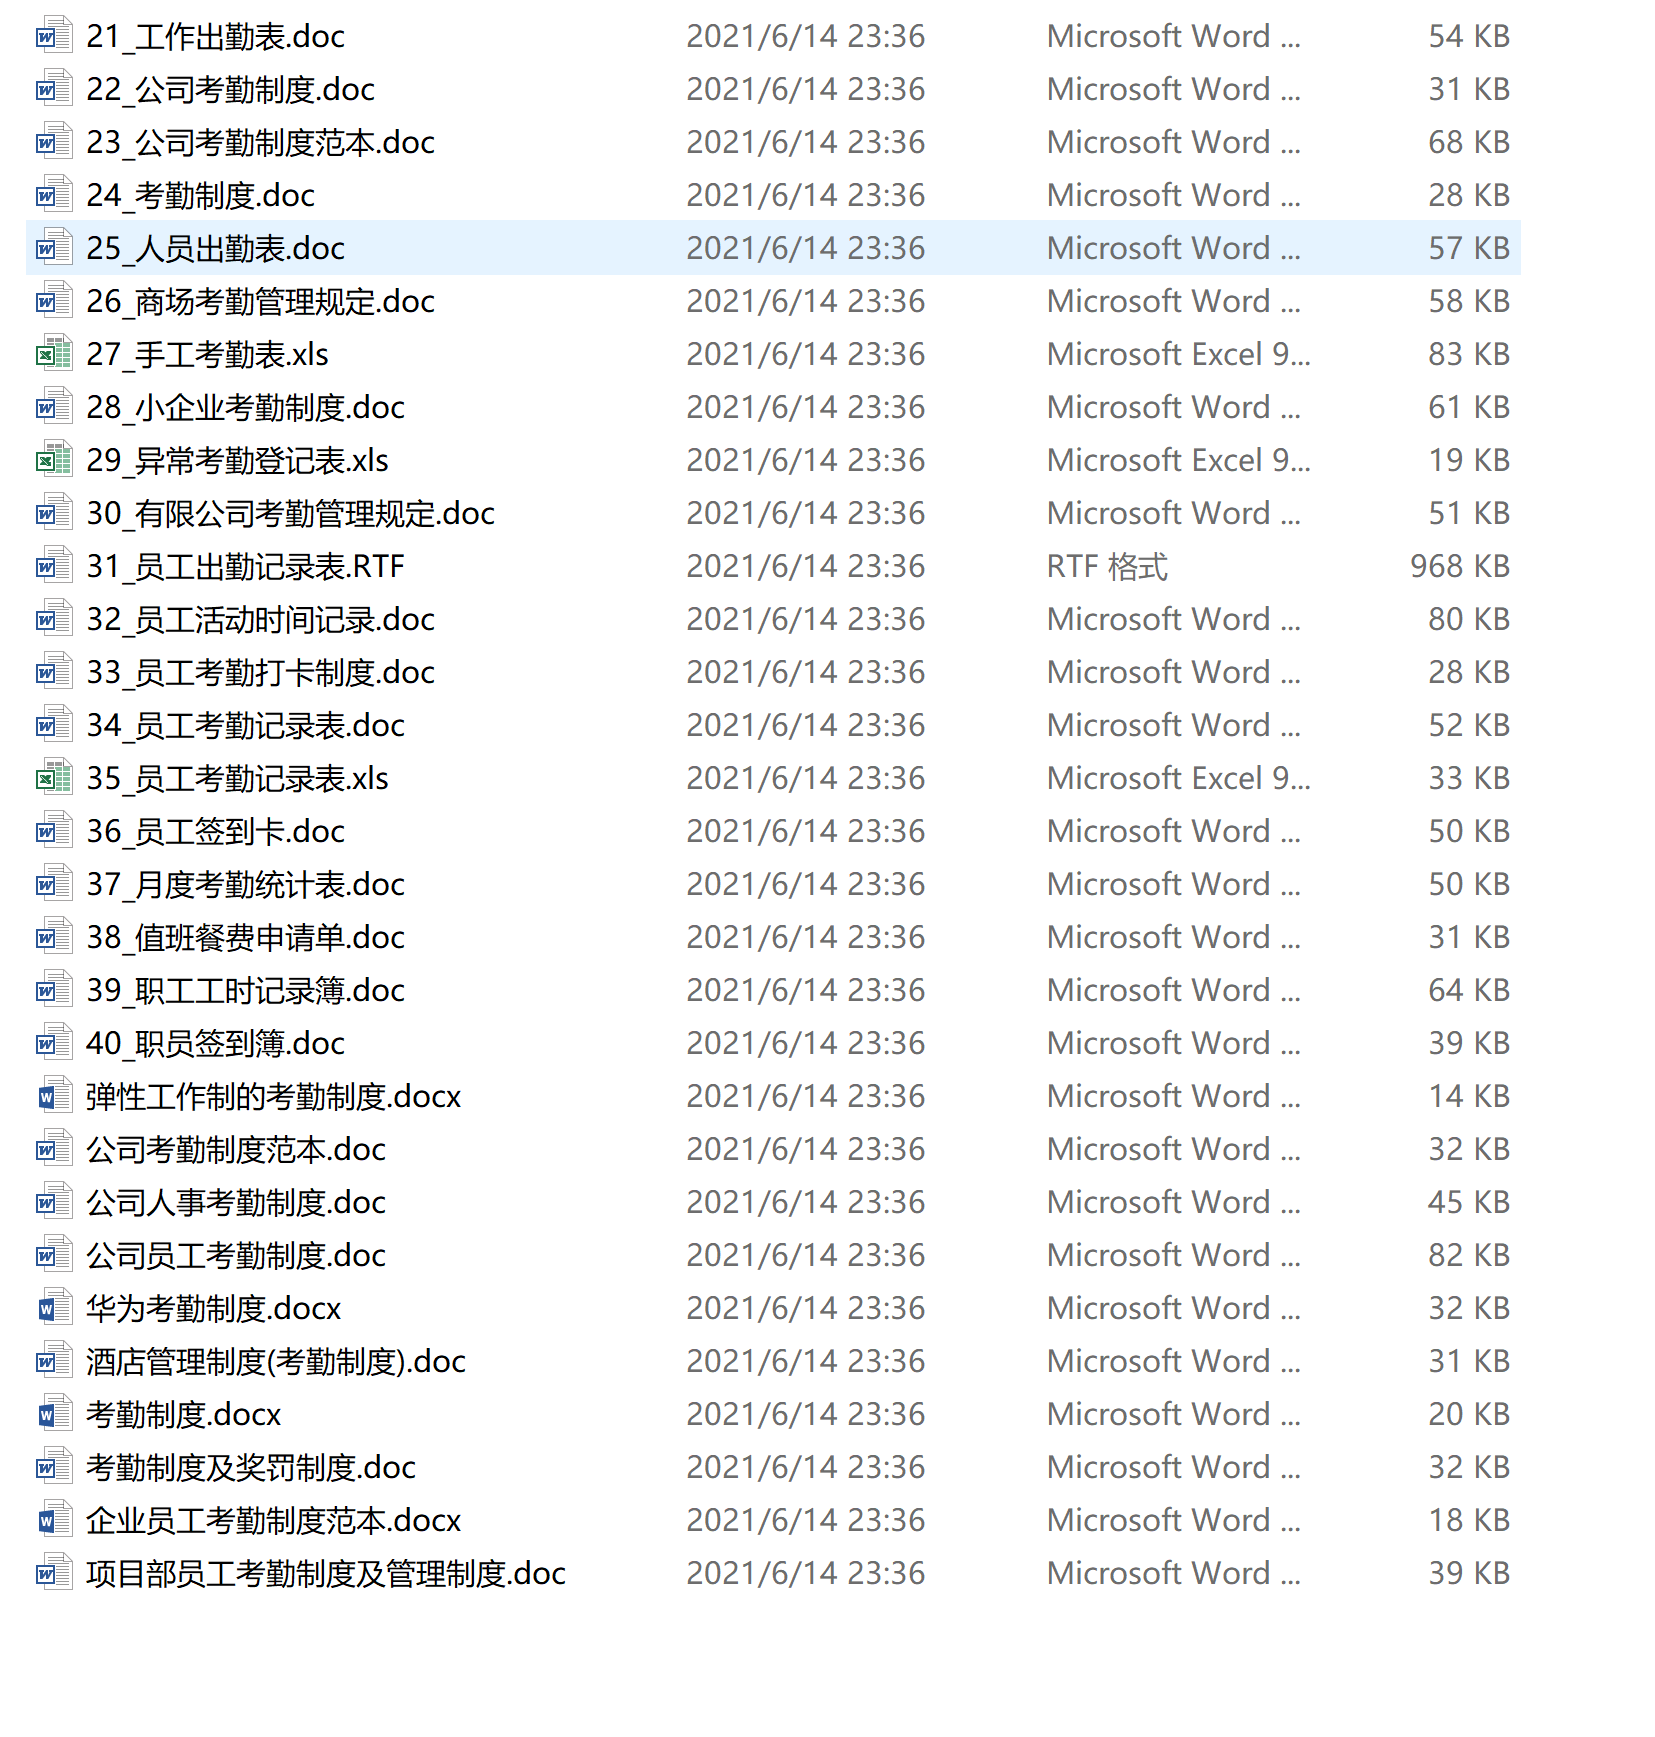 21_工作出勤表.doc 2021/6/14 23:36 Microsoft Word ... 54 KB
22_公司考勤制度.doc 2021/6/14 23:36 Microsoft Word ... 31 KB
23_公司考勤制度范本.doc 2021/6/14 23:36 Microsoft Word ... 68 KB
24_考勤制度.doc 2021/6/14 23:36 Microsoft Word ... 28 KB
25_人员出勤表.doc 2021/6/14 23:36 Microsoft Word ... 57 KB
26_商场考勤管理规定.doc 2021/6/14 23:36 Microsoft Word ... 58 KB
27_手工考勤表.xls 2021/6/14 23:36 Microsoft Excel 9... 83 KB
28_小企业考勤制度.doc 2021/6/14 23:36 Microsoft Word ... 61 KB
29_异常考勤登记表.xls 2021/6/14 23:36 Microsoft Excel 9... 19 KB
30_有限公司考勤管理规定.doc 2021/6/14 23:36 Microsoft Word ... 51 KB
31_员工出勤记录表.RTF 2021/6/14 23:36 RTF 格式 968 KB
32_员工活动时间记录.doc 2021/6/14 23:36 Microsoft Word ... 80 KB
33_员工考勤打卡制度.doc 2021/6/14 23:36 Microsoft Word ... 28 KB
34_员工考勤记录表.doc 2021/6/14 23:36 Microsoft Word ... 52 KB
35_员工考勤记录表.xls 2021/6/14 23:36 Microsoft Excel 9... 33 KB
36_员工签到卡.doc 2021/6/14 23:36 Microsoft Word ... 50 KB
37_月度考勤统计表.doc 2021/6/14 23:36 Microsoft Word ... 50 KB
38_值班餐费申请单.doc 2021/6/14 23:36 Microsoft Word ... 31 KB
39_职工工时记录簿.doc 2021/6/14 23:36 Microsoft Word ... 64 KB
40_职员签到簿.doc 2021/6/14 23:36 Microsoft Word ... 39 KB
弹性工作制的考勤制度.docx 2021/6/14 23:36 Microsoft Word ... 14 KB
公司考勤制度范本.doc 2021/6/14 23:36 Microsoft Word ... 32 KB
公司人事考勤制度.doc 2021/6/14 23:36 Microsoft Word ... 45 KB
公司员工考勤制度.doc 2021/6/14 23:36 Microsoft Word ... 82 KB
华为考勤制度.docx 2021/6/14 23:36 Microsoft Word ... 32 KB
酒店管理制度(考勤制度).doc 2021/6/14 23:36 Microsoft Word ... 31 KB
考勤制度.docx 2021/6/14 23:36 Microsoft Word ... 20 KB
考勤制度及奖罚制度.doc 2021/6/14 23:36 Microsoft Word ... 32 KB
企业员工考勤制度范本.docx 2021/6/14 23:36 Microsoft Word ... 18 KB
项目部员工考勤制度及管理制度.doc 2021/6/14 23:36 Microsoft Word ... 39 KB